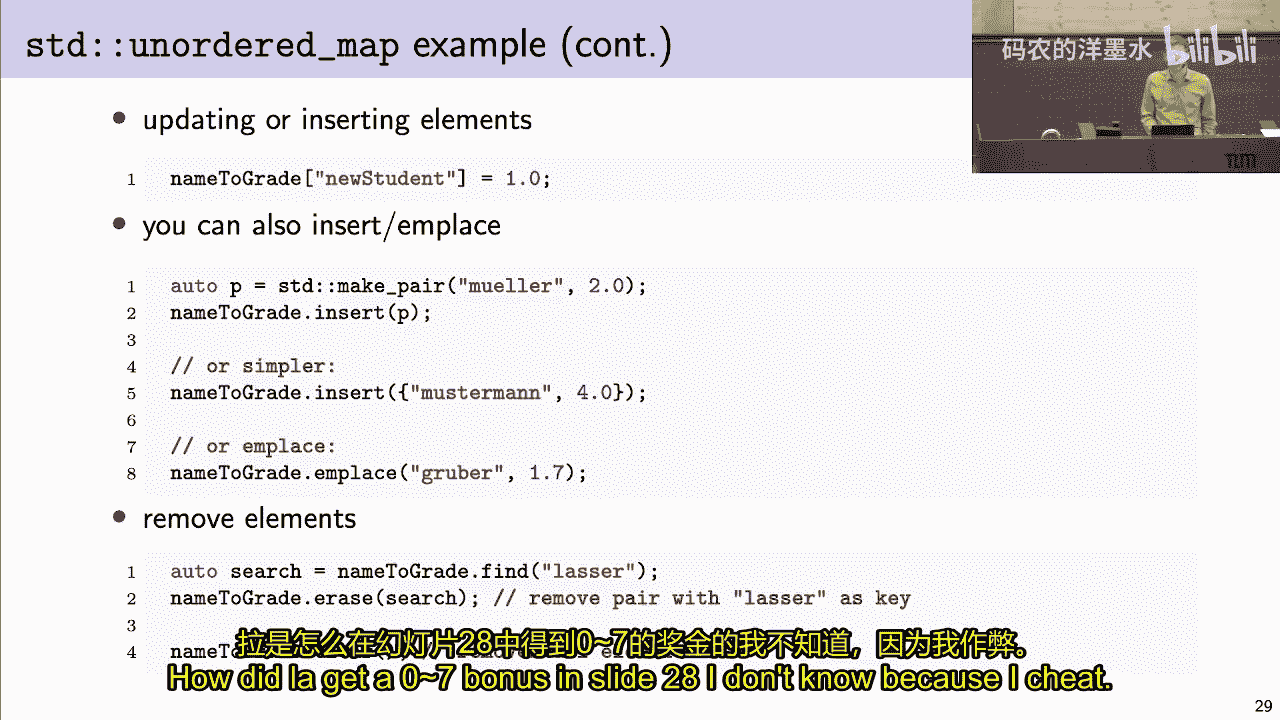 std::unordered_map example (cont.)
码农的洋墨水 bilibili
• updating or inserting elements
1 nameToGrade["newStudent"] = 1.0;
• you can also insert/emplace
1 auto p = std::make_pair("mueller", 2.0);
2 nameToGrade.insert(p);
3
4 // or simpler:
5 nameToGrade.insert({"mustermann", 4.0});
6
7 // or emplace:
8 nameToGrade.emplace("gruber", 1.7);
• remove elements
1 auto search = nameToGrade.find("lasser");
2 nameToGrade.erase(search); // remove pair with "lasser" as key
3
4
拉是怎么在幻灯片28中得到0~7的奖金的我不知道，因为我作弊。
How did la get a 0~7 bonus in slide 28 I don't know because I cheat.
29